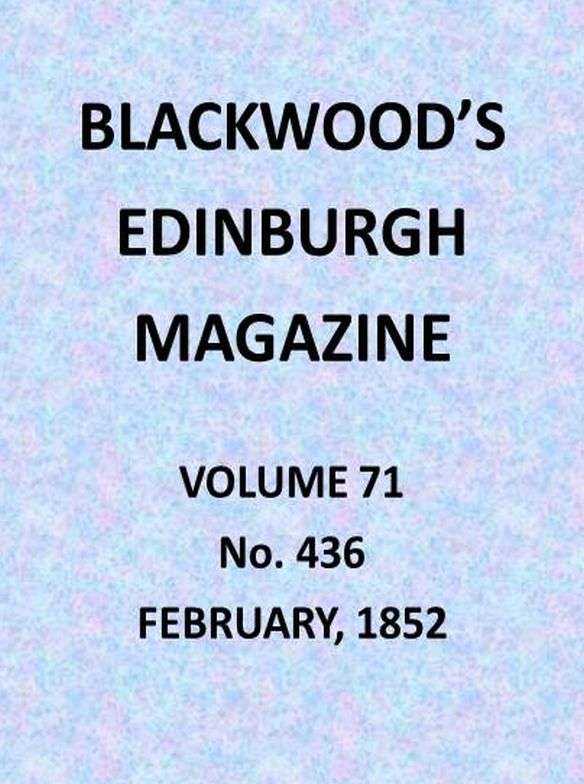 BLACKWOOD’S
EDINBURGH
MAGAZINE
VOLUME 71
No. 436
FEBRUARY, 1852